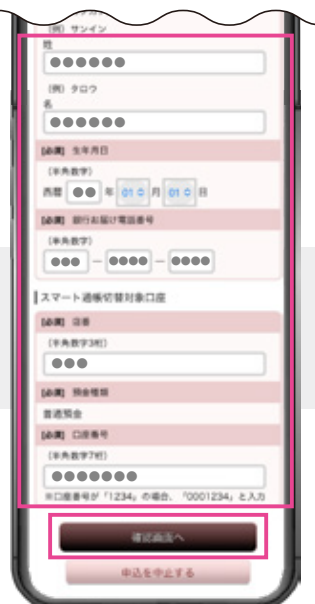 (例) サンイン
姓
●●●●●●
(例) タロウ
名
●●●●●●
[必須] 生年月日
(半角数字)
西暦 ●● 年 01 月 01 日
[必須] 銀行お届け電話番号
(半角数字)
●●● － ●●●● － ●●●●
スマート通帳切替対象口座
[必須] 店番
(半角数字3桁)
●●●
[必須] 預金種類
普通預金
[必須] 口座番号
(半角数字7桁)
●●●●●●●
※口座番号が「1234」の場合、「0001234」と入力
確認画面へ
申込を中止する